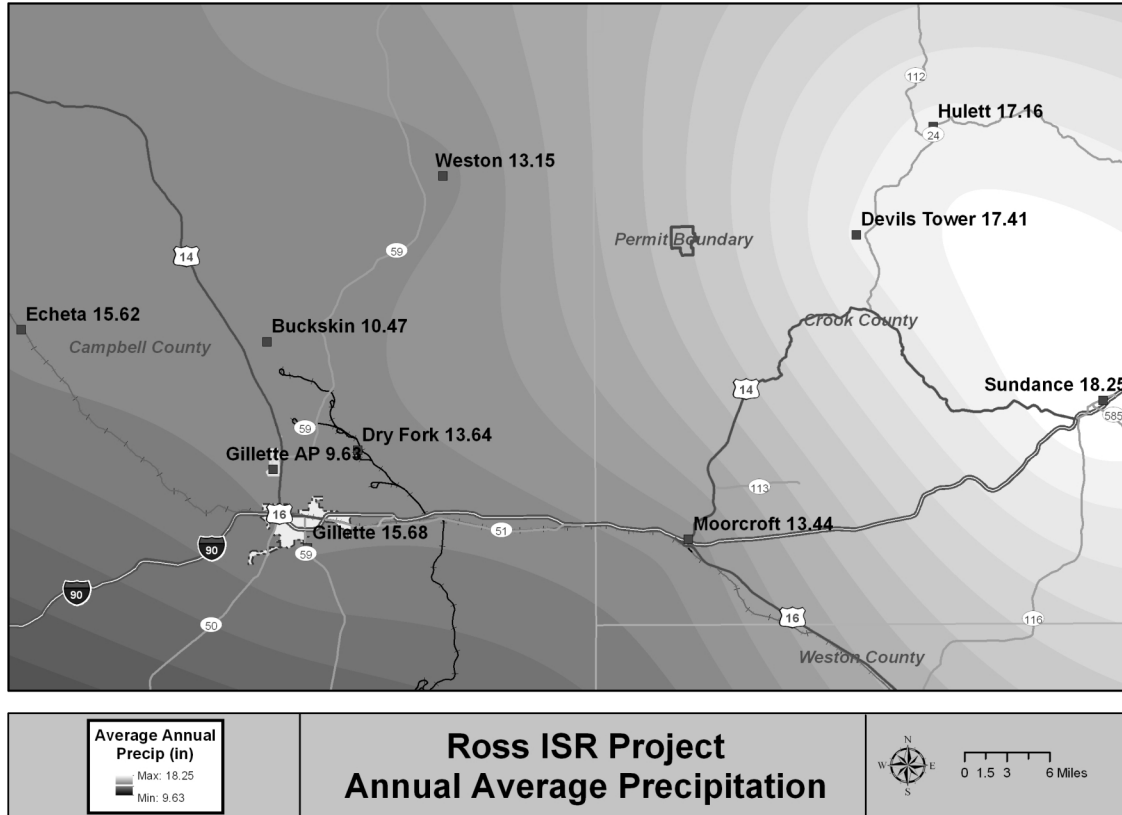 112
Hulett 17.16
24
Weston 13.15
Devils Tower 17.41
Permit Boundary
59
14
Echeta 15.62
Buckskin 10.47
Crook County
Campbell County
14
Sundance 18.25
585
59
Dry Fork 13.64
Gillette AP 9.63
113
16
Moorcroft 13.44
51
Gillette 15.68
90
59
90
50
16
116
Weston County
Average Annual
Precip (in)
Max: 18.25
Min: 9.63
Ross ISR Project
Annual Average Precipitation
N
W E
S
0 1.5 3 6 Miles